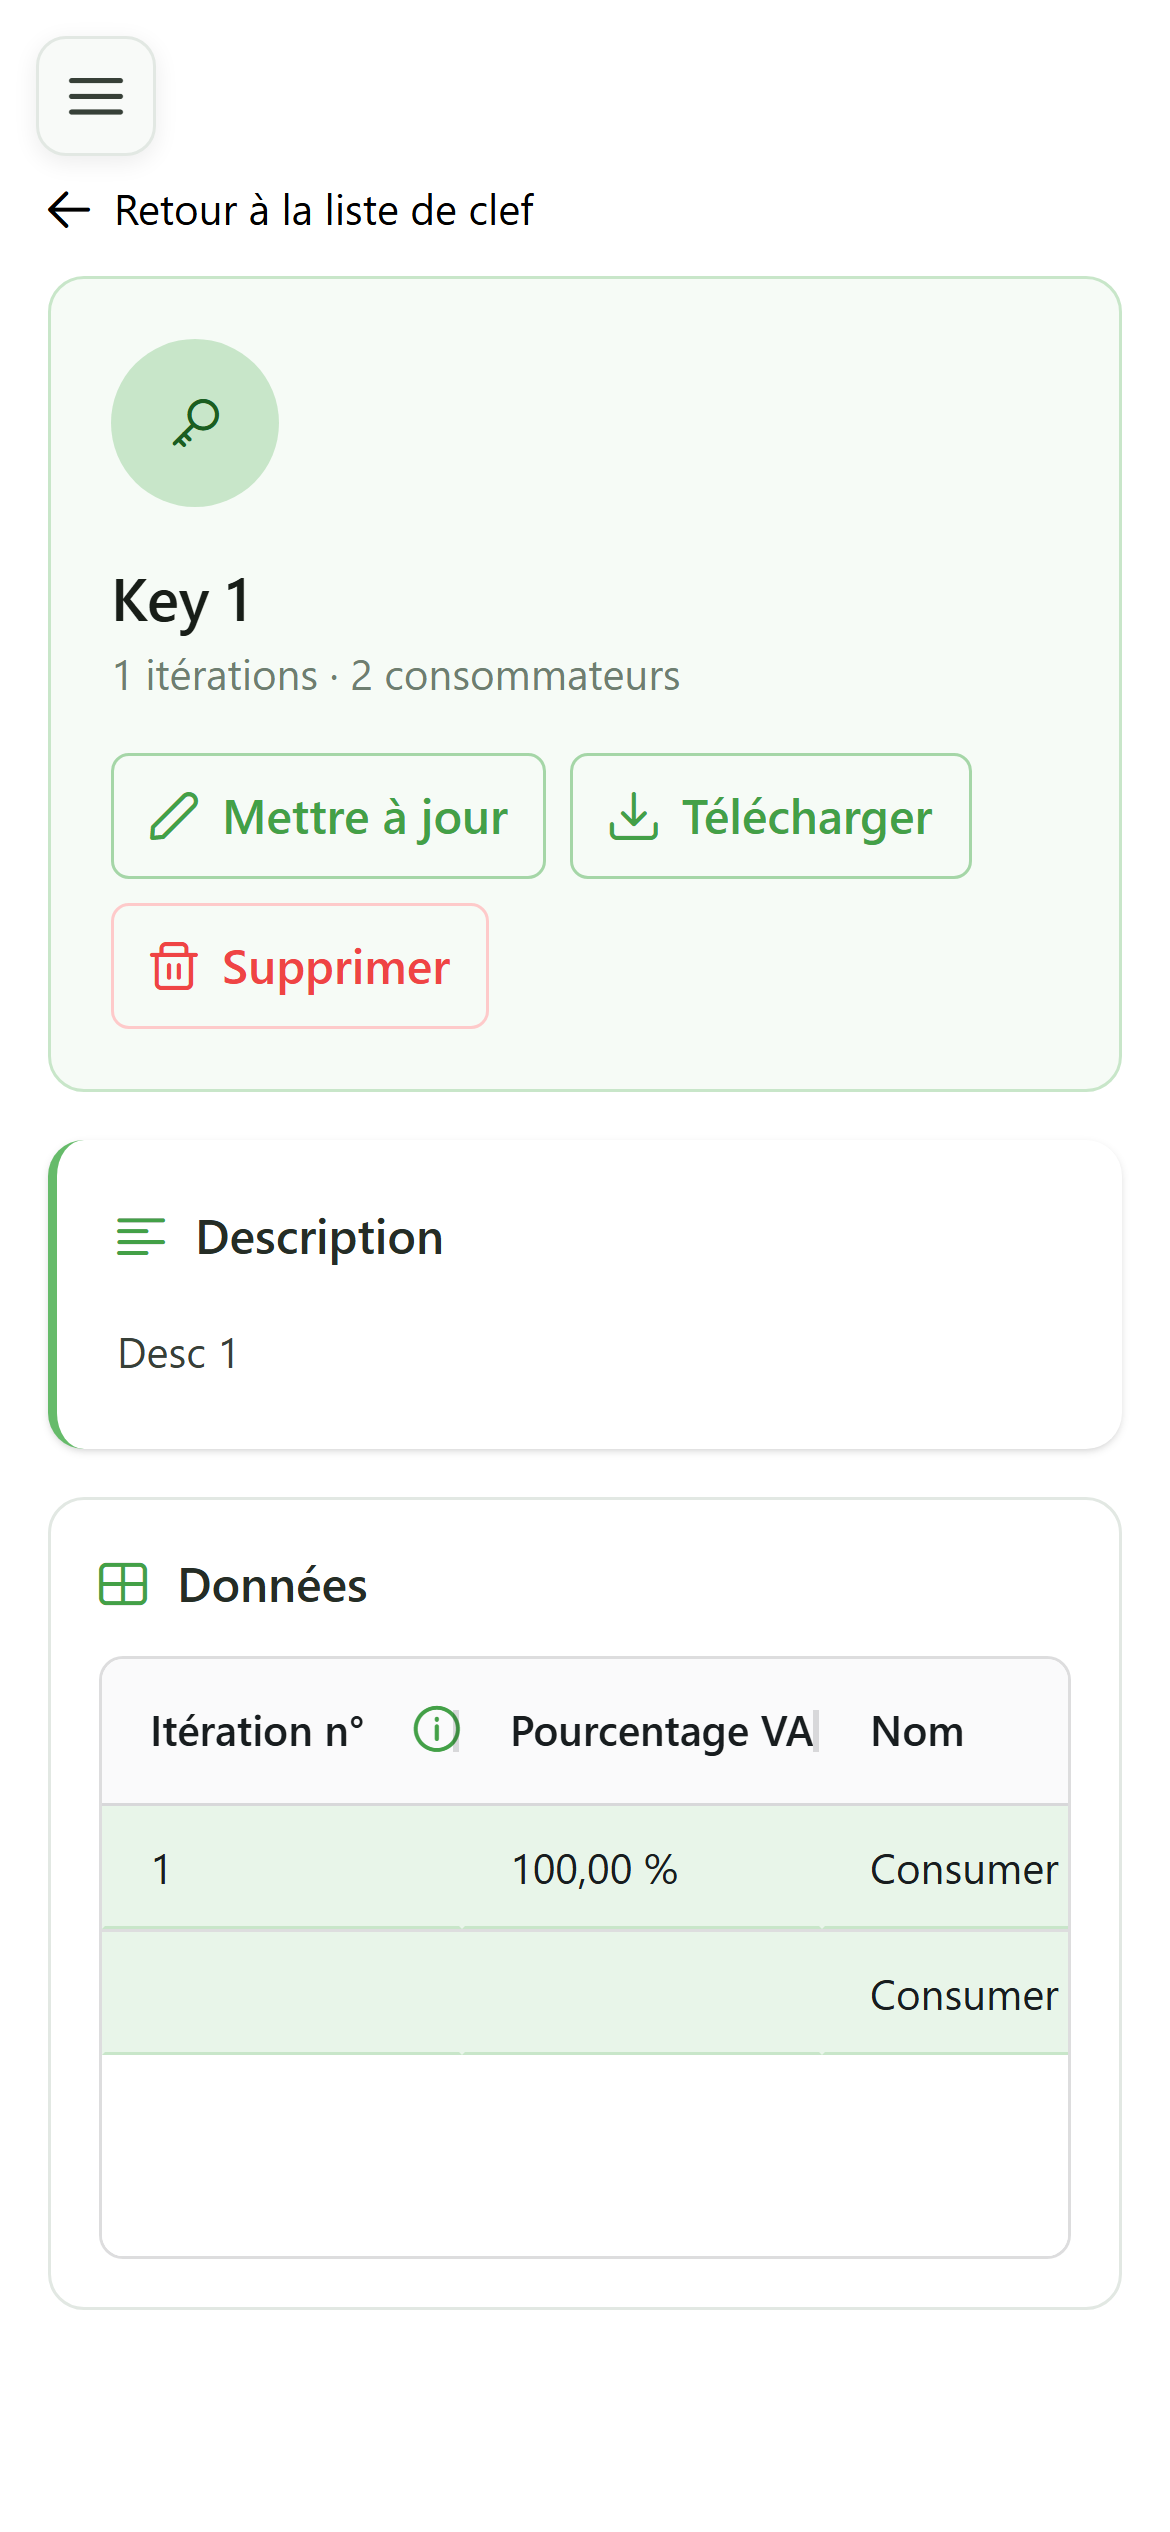 Retour à la liste de clef
Key 1
1 itérations · 2 consommateurs
Mettre à jour
Télécharger
Supprimer
Description
Desc 1
Données
Itération n° Pourcentage VA Nom
1 100,00 % Consumer
Consumer